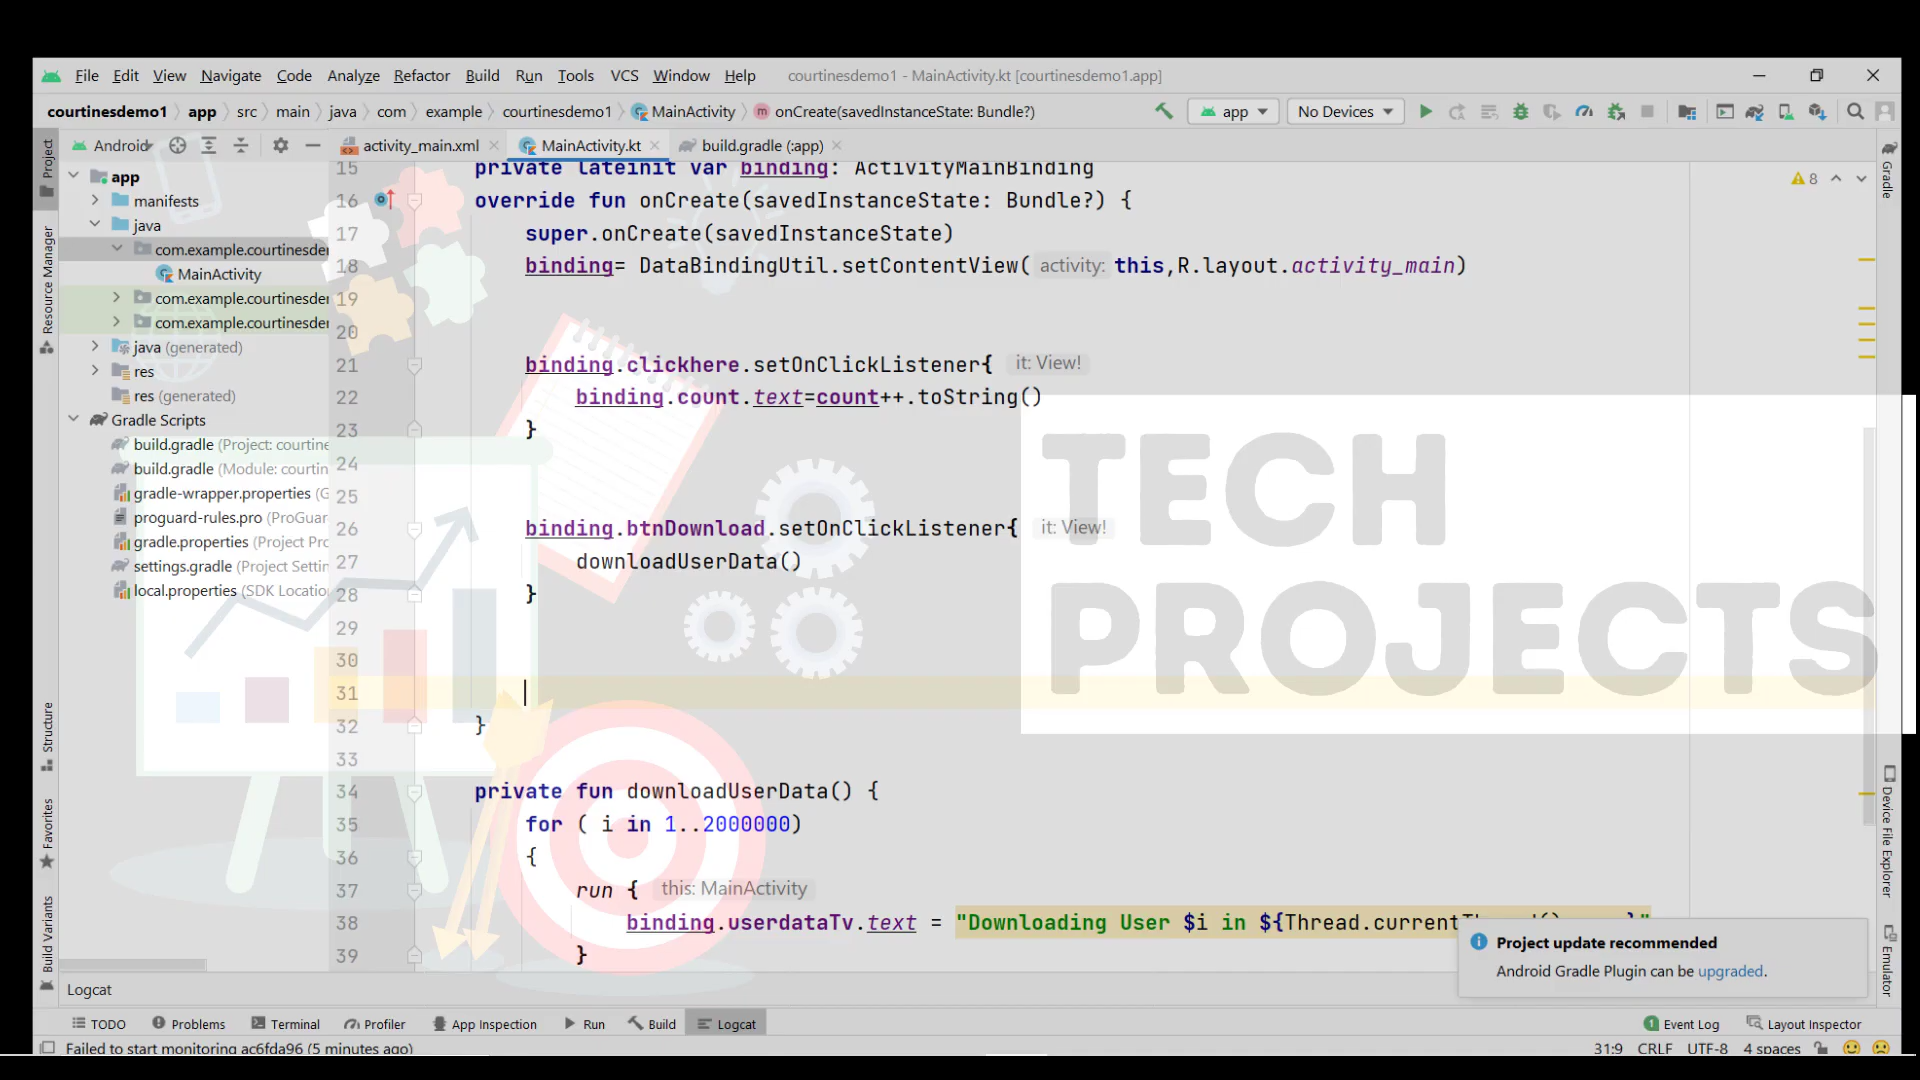 File Edit View Navigate Code Analyze Refactor Build Run Tools VCS Window Help courtinesdemo1 - MainActivity.kt [courtinesdemo1.app]
courtinesdemo1 app src main java com example courtinesdemo1 MainActivity onCreate(savedInstanceState: Bundle?) app No Devices
Project Android activity_main.xml MainActivity.kt build.gradle (:app) Gradle
app
manifests
java
com.example.courtinesder
MainActivity
com.example.courtinesder
com.example.courtinesder
java (generated)
res
res (generated)
Gradle Scripts
build.gradle (Project: courtine
build.gradle (Module: courtin
gradle-wrapper.properties (G
proguard-rules.pro (ProGuar
gradle.properties (Project Pro
settings.gradle (Project Settin
local.properties (SDK Locatio
Resource Manager
Structure
Favorites
Build Variants
15 private lateinit var binding: ActivityMainBinding
16 override fun onCreate(savedInstanceState: Bundle?) {
17 super.onCreate(savedInstanceState)
18 binding= DataBindingUtil.setContentView( activity: this,R.layout.activity_main)
19
20
21 binding.clickhere.setOnClickListener{ it: View!
22 binding.count.text=count++.toString()
23 }
24
25
26 binding.btnDownload.setOnClickListener{ it: View!
27 downloadUserData()
28 }
29
30
31
32 }
33
34 private fun downloadUserData() {
35 for ( i in 1..2000000)
36 {
37 run { this: MainActivity
38 binding.userdataTv.text = "Downloading User $i in ${Thread.currentT
39 }
8
TECH
PROJECTS
Device File Explorer
Emulator
Project update recommended
Android Gradle Plugin can be upgraded.
Logcat
TODO Problems Terminal Profiler App Inspection Run Build Logcat 1 Event Log Layout Inspector
Failed to start monitoring ac6fda96 (5 minutes ago) 31:9 CRLF UTF-8 4 spaces